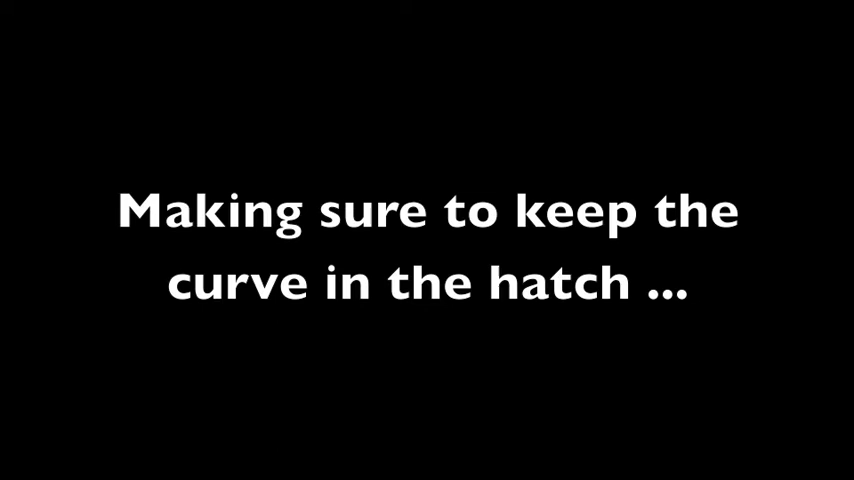 Making sure to keep the
curve in the hatch ...